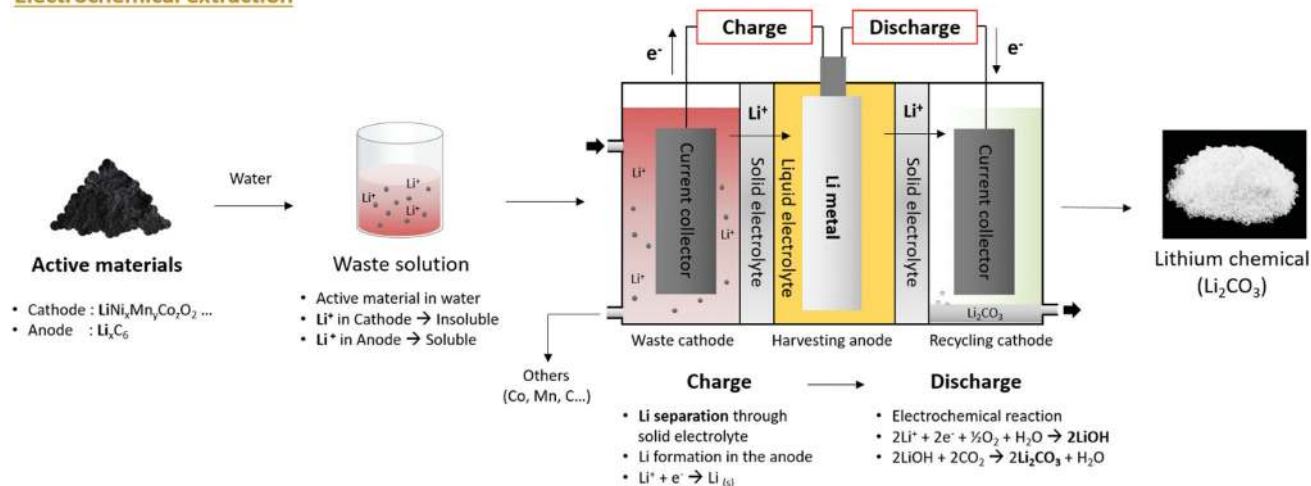 Electrochemical extraction
Charge
Discharge
e⁻
e⁻
Water
Li⁺
Li⁺
Li⁺
Li⁺
Li⁺
Li⁺
Current collector
Li⁺
Solid electrolyte
Liquid electrolyte
Li metal
Li⁺
Solid electrolyte
Current collector
Li₂CO₃
Active materials
• Cathode : LiNiₓMnᵧCo₂O₂ ...
• Anode : LiₓC₆
Waste solution
• Active material in water
• Li⁺ in Cathode → Insoluble
• Li⁺ in Anode → Soluble
Others
(Co, Mn, C...)
Waste cathode
Harvesting anode
Recycling cathode
Lithium chemical
(Li₂CO₃)
Charge
• Li separation through
solid electrolyte
• Li formation in the anode
• Li⁺ + e⁻ → Li (s)
Discharge
• Electrochemical reaction
• 2Li⁺ + 2e⁻ + ½O₂ + H₂O → 2LiOH
• 2LiOH + 2CO₂ → 2Li₂CO₃ + H₂O